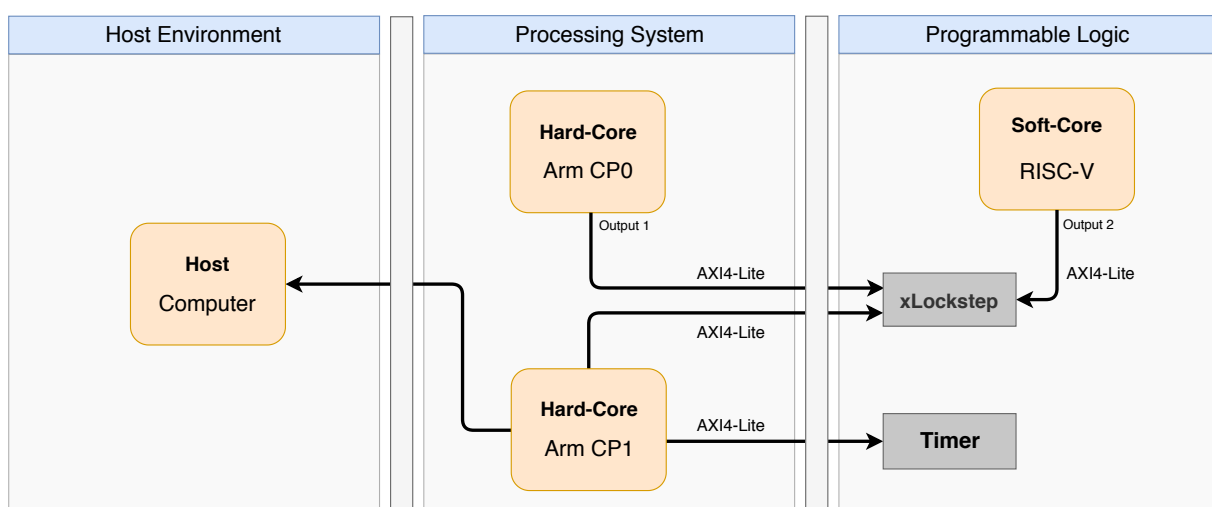 Host Environment
Processing System
Programmable Logic
Hard-Core
Arm CP0
Soft-Core
RISC-V
Output 1
Output 2
Host
Computer
AXI4-Lite
AXI4-Lite
xLockstep
AXI4-Lite
Hard-Core
Arm CP1
AXI4-Lite
Timer